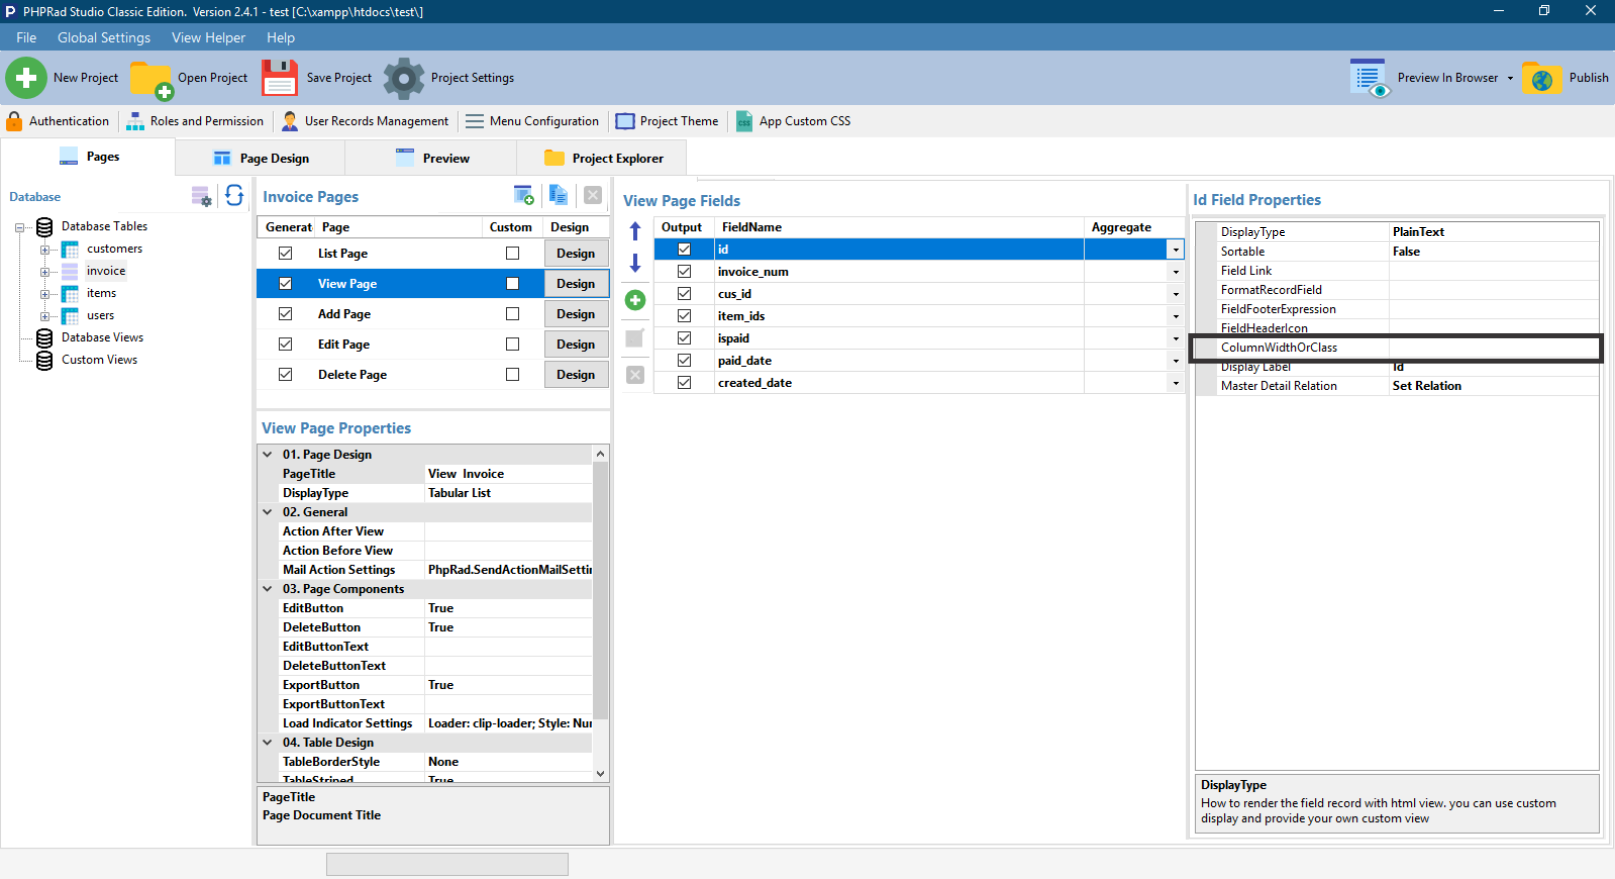 PHPRad Studio Classic Edition. Version 2.4.1 - test [C:\xampp\htdocs\test\]
File Global Settings View Helper Help
New Project Open Project Save Project Project Settings Preview In Browser Publish
Authentication Roles and Permission User Records Management Menu Configuration Project Theme CSS App Custom CSS
Pages Page Design Preview Project Explorer
Database
Database Tables
customers
invoice
items
users
Database Views
Custom Views
Invoice Pages
Generat Page Custom Design
List Page Design
View Page Design
Add Page Design
Edit Page Design
Delete Page Design
View Page Properties
01. Page Design
PageTitle View Invoice
DisplayType Tabular List
02. General
Action After View
Action Before View
Mail Action Settings PhpRad.SendActionMailSettin
03. Page Components
EditButton True
DeleteButton True
EditButtonText
DeleteButtonText
ExportButton True
ExportButtonText
Load Indicator Settings Loader: clip-loader; Style: Nur
04. Table Design
TableBorderStyle None
TableStriped True
PageTitle
Page Document Title
View Page Fields
Output FieldName Aggregate
id
invoice_num
cus_id
item_ids
ispaid
paid_date
created_date
Id Field Properties
DisplayType PlainText
Sortable False
Field Link
FormatRecordField
FieldFooterExpression
FieldHeaderIcon
ColumnWidthOrClass
Display Label Id
Master Detail Relation Set Relation
DisplayType
How to render the field record with html view. you can use custom
display and provide your own custom view